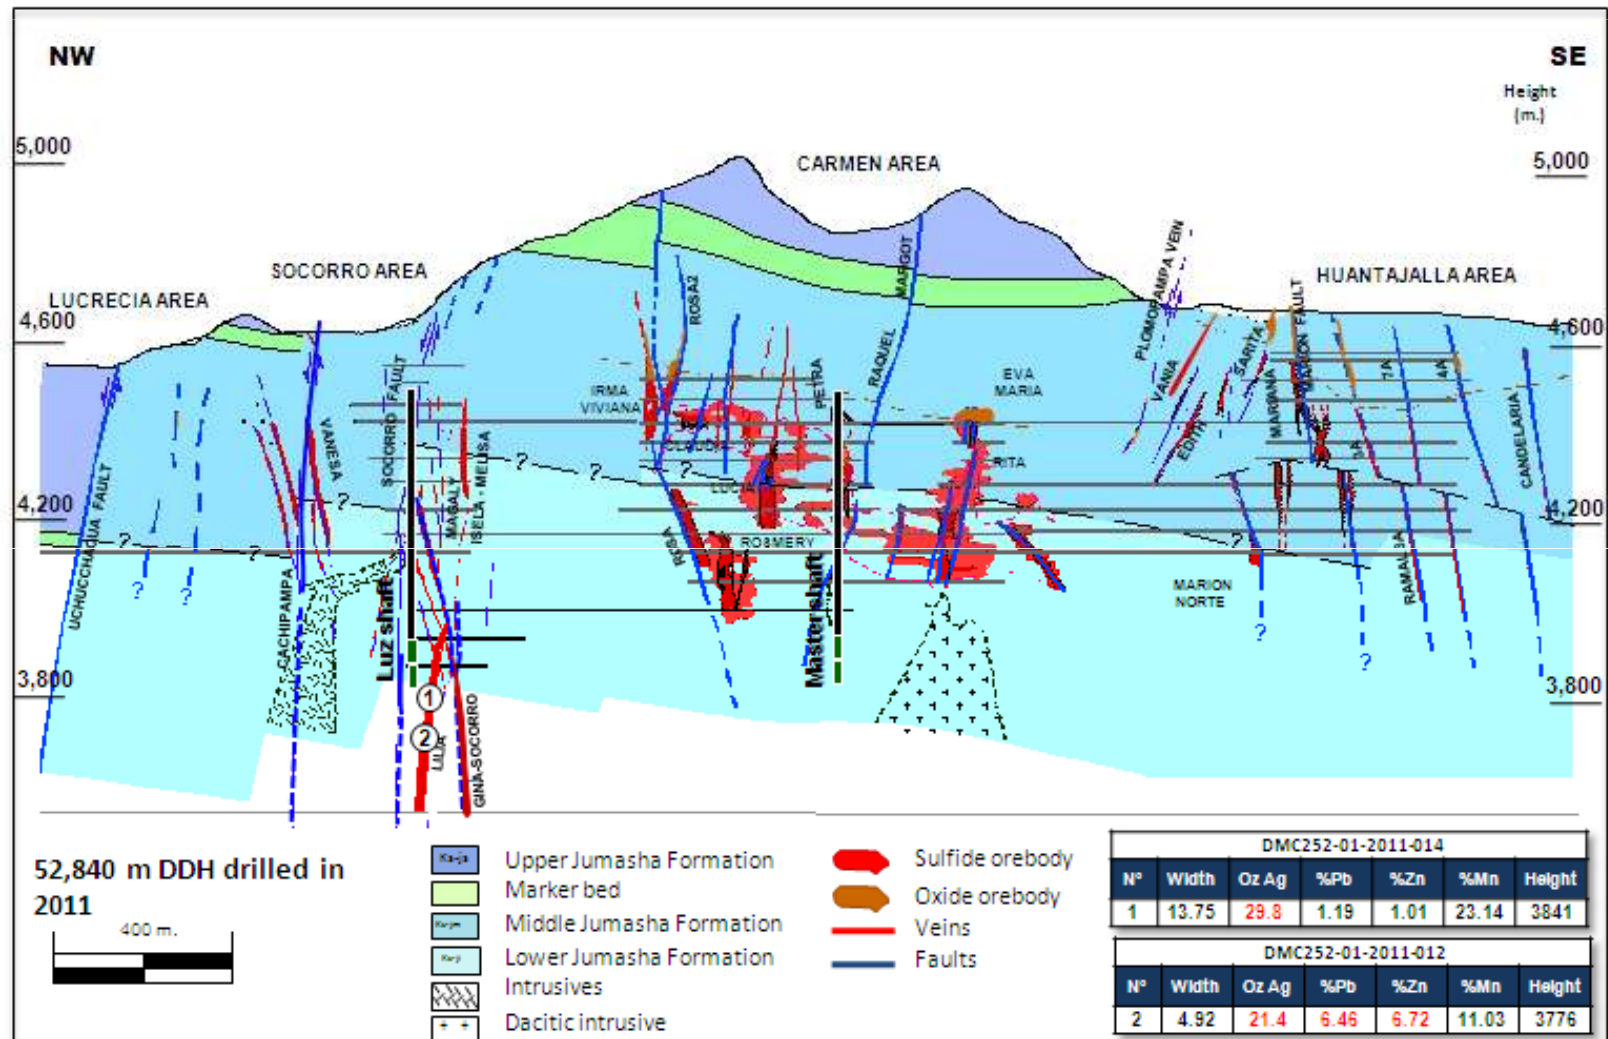 NW
SE
Height
(m.)
5,000
5,000
CARMEN AREA
SOCORRO AREA
HUANTAJALLA AREA
LUCRECIA AREA
4,600
4,600
PLOMOPAMPA VEIN
MARGOT
ROSA2
RAQUEL
PETRA
IRMA
VIVIANA
EVA
MARIA
VANIA
SARITA
EDITH
MARIANA
MARION FAULT
7A
4A
3A
CANDELARIA
SOCORRO FAULT
VANESA
MAGALY
ISELA - MELISA
RITA
4,200
4,200
UCHUCCHACUA FAULT
CACHIPAMPA
ROSA
ROSMERY
MARION
NORTE
RAMAL 3A
? ? ? ? ? ? ? ? ? ? ? ?
Luz shaft
Master shaft
3,800
3,800
1
2
LILIA
GINA-SOCORRO
52,840 m DDH drilled in
2011
400 m.
Upper Jumasha Formation
Marker bed
Middle Jumasha Formation
Lower Jumasha Formation
Intrusives
Dacitic intrusive
Sulfide orebody
Oxide orebody
Veins
Faults
DMC252-01-2011-014
N° Width Oz Ag %Pb %Zn %Mn Height
1 13.75 29.8 1.19 1.01 23.14 3841
DMC252-01-2011-012
N° Width Oz Ag %Pb %Zn %Mn Height
2 4.92 21.4 6.46 6.72 11.03 3776